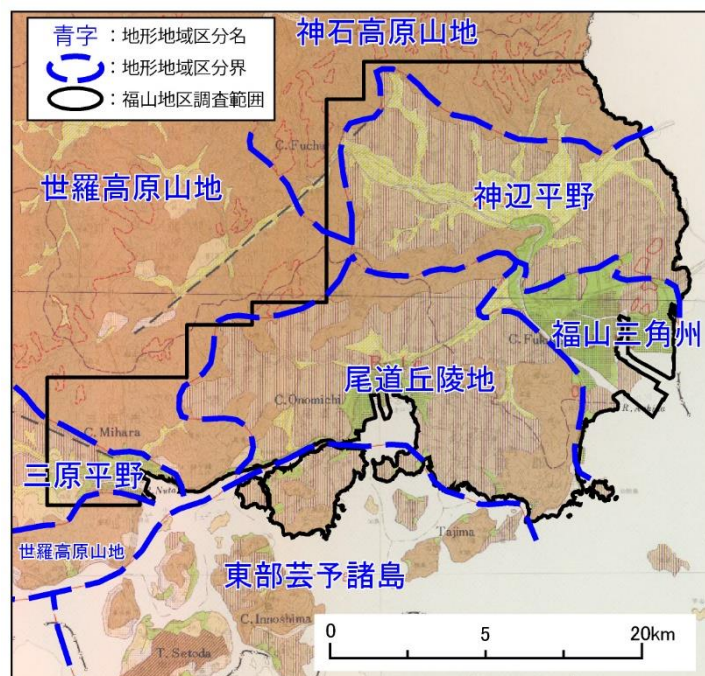 青字：地形地域区分名
：地形地域区分界
：福山地区調査範囲
神石高原山地
C. Fuchu
世羅高原山地
神辺平野
福山三角州
尾道丘陵地
C. Onomichi
C. Mihara
三原平野
世羅高原山地
Tajima
東部芸予諸島
C. Innoshima
T. Setoda
0 5 20km